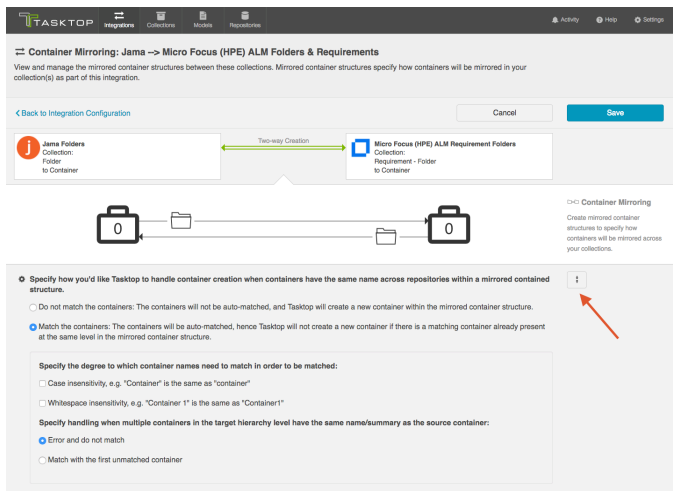 TASKTOP
Integrations
Collections
Models
Repositories
Activity
Help
Settings
Container Mirroring: Jama --> Micro Focus (HPE) ALM Folders & Requirements
View and manage the mirrored container structures between these collections. Mirrored container structures specify how containers will be mirrored in your
collection(s) as part of this integration.
Back to Integration Configuration
Cancel
Save
Jama Folders
Collection:
Folder
to Container
Two-way Creation
Micro Focus (HPE) ALM Requirement Folders
Collection:
Requirement - Folder
to Container
0
0
Container Mirroring
Create mirrored container
structures to specify how
containers will be mirrored across
your collections.
Specify how you'd like Tasktop to handle container creation when containers have the same name across repositories within a mirrored contained
structure.
Do not match the containers: The containers will not be auto-matched, and Tasktop will create a new container within the mirrored container structure.
Match the containers: The containers will be auto-matched, hence Tasktop will not create a new container if there is a matching container already present
at the same level in the mirrored container structure.
Specify the degree to which container names need to match in order to be matched:
Case insensitivity, e.g. "Container" is the same as "container"
Whitespace insensitivity, e.g. "Container 1" is the same as "Container1"
Specify handling when multiple containers in the target hierarchy level have the same name/summary as the source container:
Error and do not match
Match with the first unmatched container